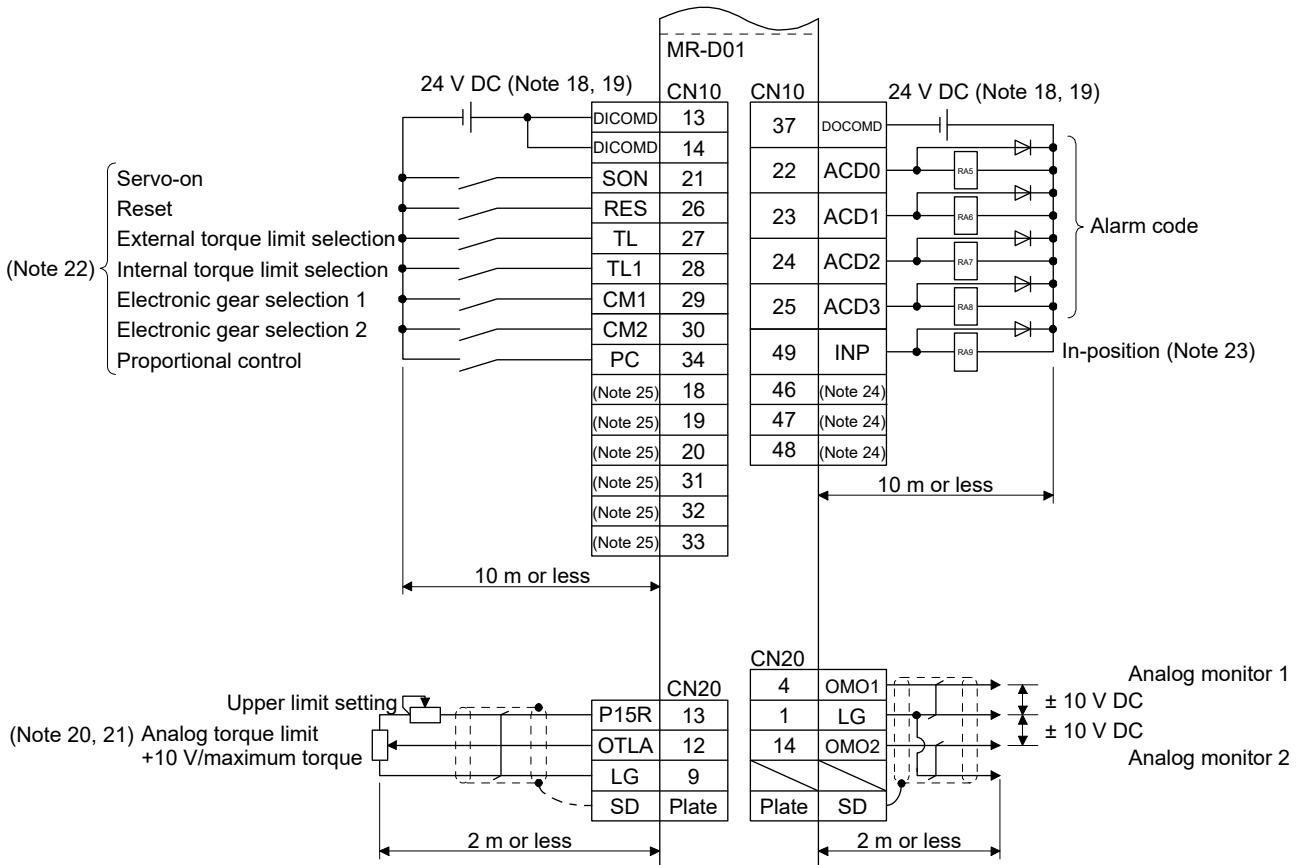 MR-D01
24 V DC (Note 18, 19)
CN10
DICOMD 13
DICOMD 14
Servo-on SON 21
Reset RES 26
External torque limit selection TL 27
(Note 22) Internal torque limit selection TL1 28
Electronic gear selection 1 CM1 29
Electronic gear selection 2 CM2 30
Proportional control PC 34
(Note 25) 18
(Note 25) 19
(Note 25) 20
(Note 25) 31
(Note 25) 32
(Note 25) 33
10 m or less
CN10
24 V DC (Note 18, 19)
37 DOCOMD
22 ACD0 RA5
23 ACD1 RA6
Alarm code
24 ACD2 RA7
25 ACD3 RA8
49 INP RA9 In-position (Note 23)
46 (Note 24)
47 (Note 24)
48 (Note 24)
10 m or less
CN20
Upper limit setting
P15R 13
(Note 20, 21) Analog torque limit
+10 V/maximum torque
OTLA 12
LG 9
SD Plate
2 m or less
CN20
4 OMO1 Analog monitor 1
± 10 V DC
1 LG
± 10 V DC
14 OMO2 Analog monitor 2
Plate SD
2 m or less